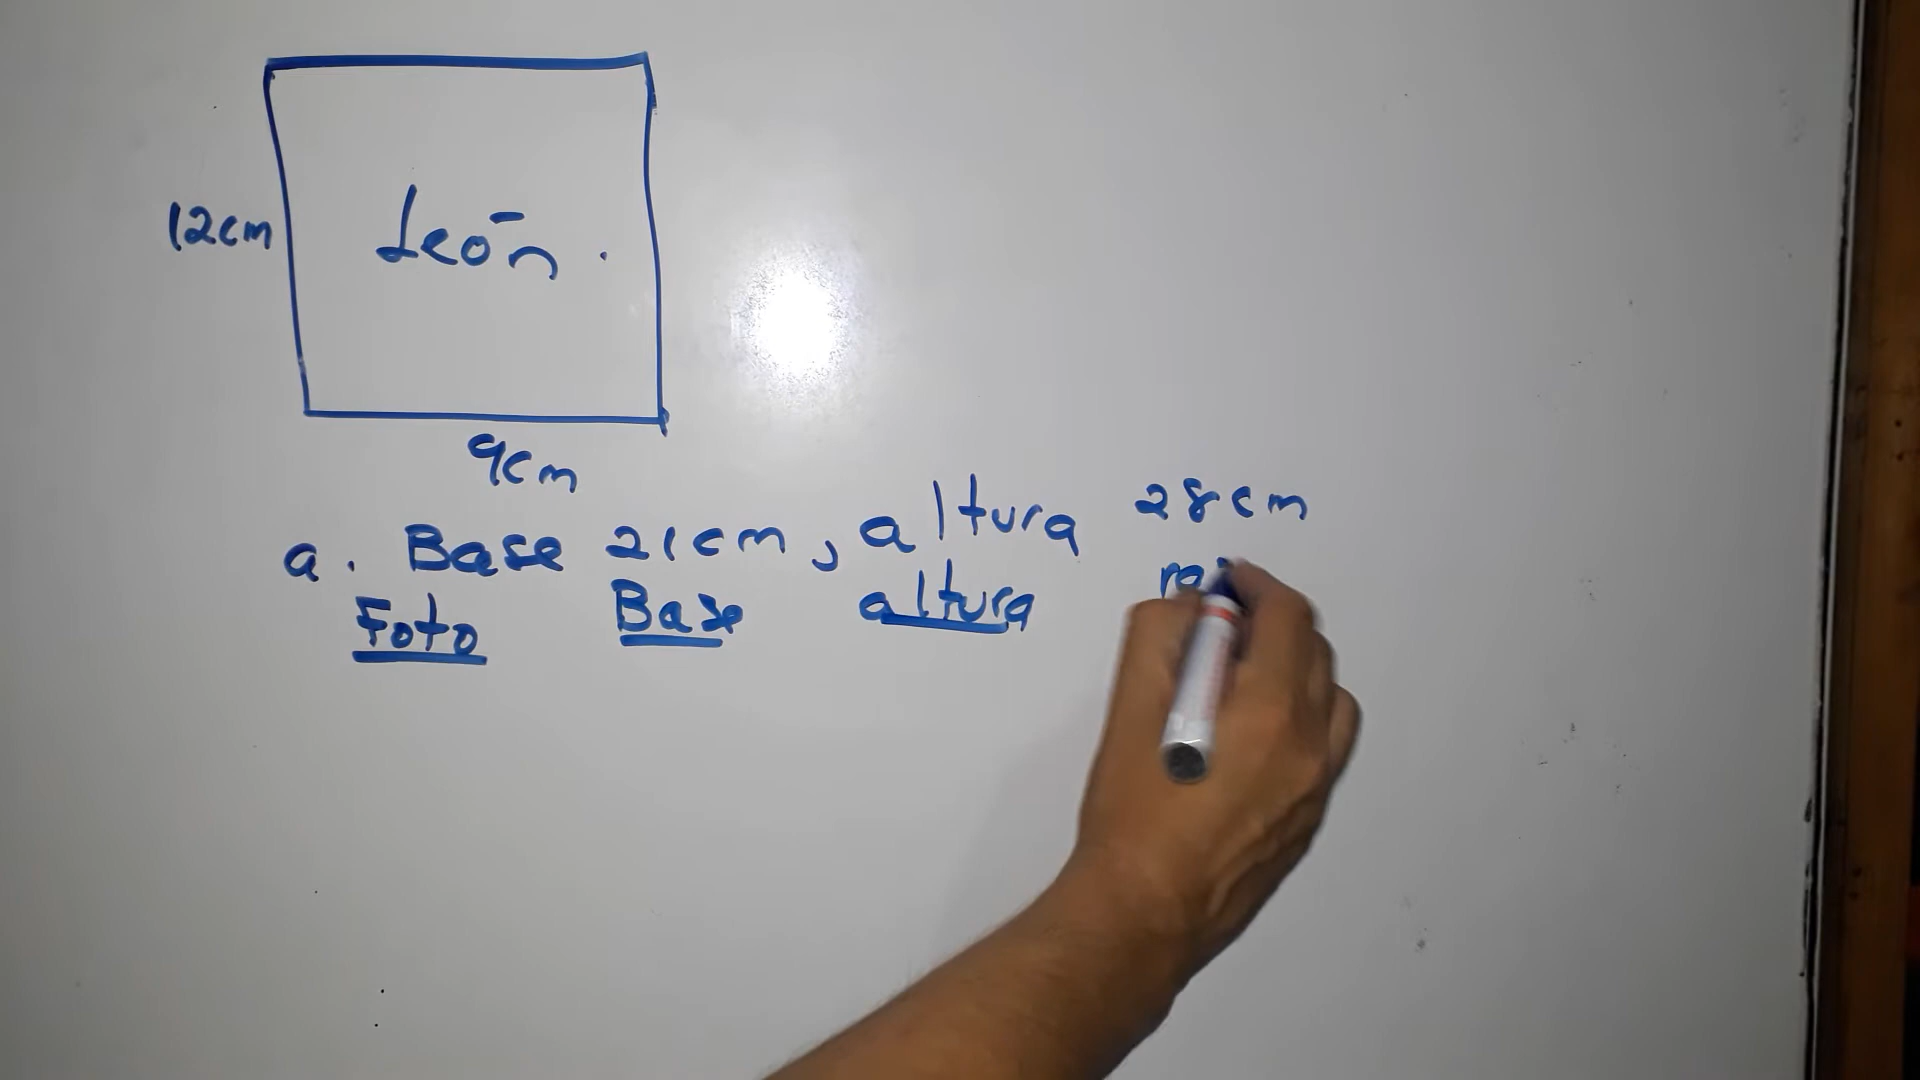 12cm
León.
9cm
a. Base 21cm, altura 28cm
Foto Base altura